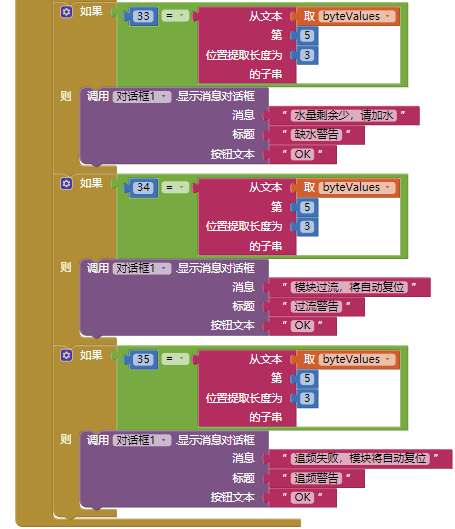 如果 33 = 从文本 取 byteValues
第 5
位置提取长度为 3
的子串
则 调用 对话框1 .显示消息对话框
消息 " 水量剩余少，请加水 "
标题 " 缺水警告 "
按钮文本 " OK "
如果 34 = 从文本 取 byteValues
第 5
位置提取长度为 3
的子串
则 调用 对话框1 .显示消息对话框
消息 " 模块过流，将自动复位 "
标题 " 过流警告 "
按钮文本 " OK "
如果 35 = 从文本 取 byteValues
第 5
位置提取长度为 3
的子串
则 调用 对话框1 .显示消息对话框
消息 " 追频失败，模块将自动复位 "
标题 " 追频警告 "
按钮文本 " OK "